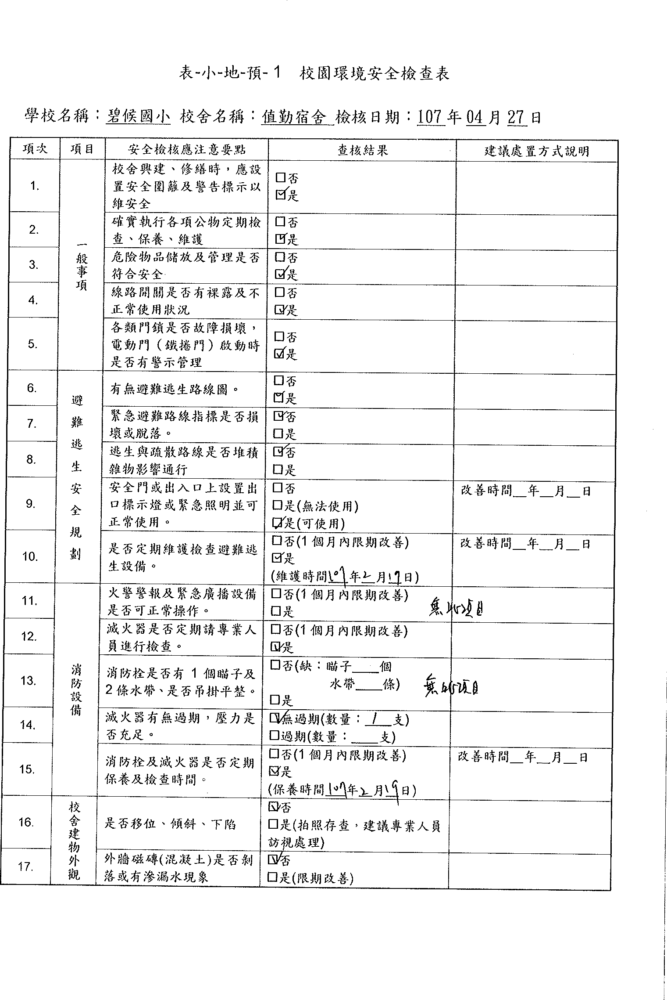 表-小-地-預-1 校園環境安全檢查表
學校名稱：碧候國小 校舍名稱：值勤宿舍 檢核日期：107年04月27日
項次 項目 安全檢核應注意要點 查核結果 建議處置方式說明
一般事項
1.
校舍興建、修繕時，應設
置安全圍籬及警告標示以
維安全
□否
☑是
2.
確實執行各項公物定期檢
查、保養、維護
□否
☑是
3.
危險物品儲放及管理是否
符合安全
□否
☑是
4.
線路開關是否有裸露及不
正常使用狀況
□否
☑是
5.
各類門鎖是否故障損壞，
電動門（鐵捲門）啟動時
是否有警示管理
□否
☑是
避難逃生安全規劃
6.
有無避難逃生路線圖。
□否
☑是
7.
緊急避難路線指標是否損
壞或脫落。
☑否
□是
8.
逃生與疏散路線是否堆積
雜物影響通行
☑否
□是
9.
安全門或出入口上設置出
口標示燈或緊急照明並可
正常使用。
□否
□是(無法使用)
☑是(可使用)
改善時間__年__月__日
10.
是否定期維護檢查避難逃
生設備。
□否(1個月內限期改善)
☑是
(維護時間107年2月19日)
改善時間__年__月__日
消防設備
11.
火警警報及緊急廣播設備
是否可正常操作。
□否(1個月內限期改善)
□是
無此項目
12.
滅火器是否定期請專業人
員進行檢查。
□否(1個月內限期改善)
☑是
13.
消防栓是否有1個瞄子及
2條水帶、是否吊掛平整。
□否(缺：瞄子____個
水帶____條)
□是
無此項目
14.
滅火器有無過期，壓力是
否充足。
☑無過期(數量：1支)
□過期(數量：____支)
15.
消防栓及滅火器是否定期
保養及檢查時間。
□否(1個月內限期改善)
☑是
(保養時間107年2月19日)
改善時間__年__月__日
校舍建物外觀
16.
是否移位、傾斜、下陷
☑否
□是(拍照存查，建議專業人員
訪視處理)
17.
外牆磁磚(混凝土)是否剝
落或有滲漏水現象
☑否
□是(限期改善)